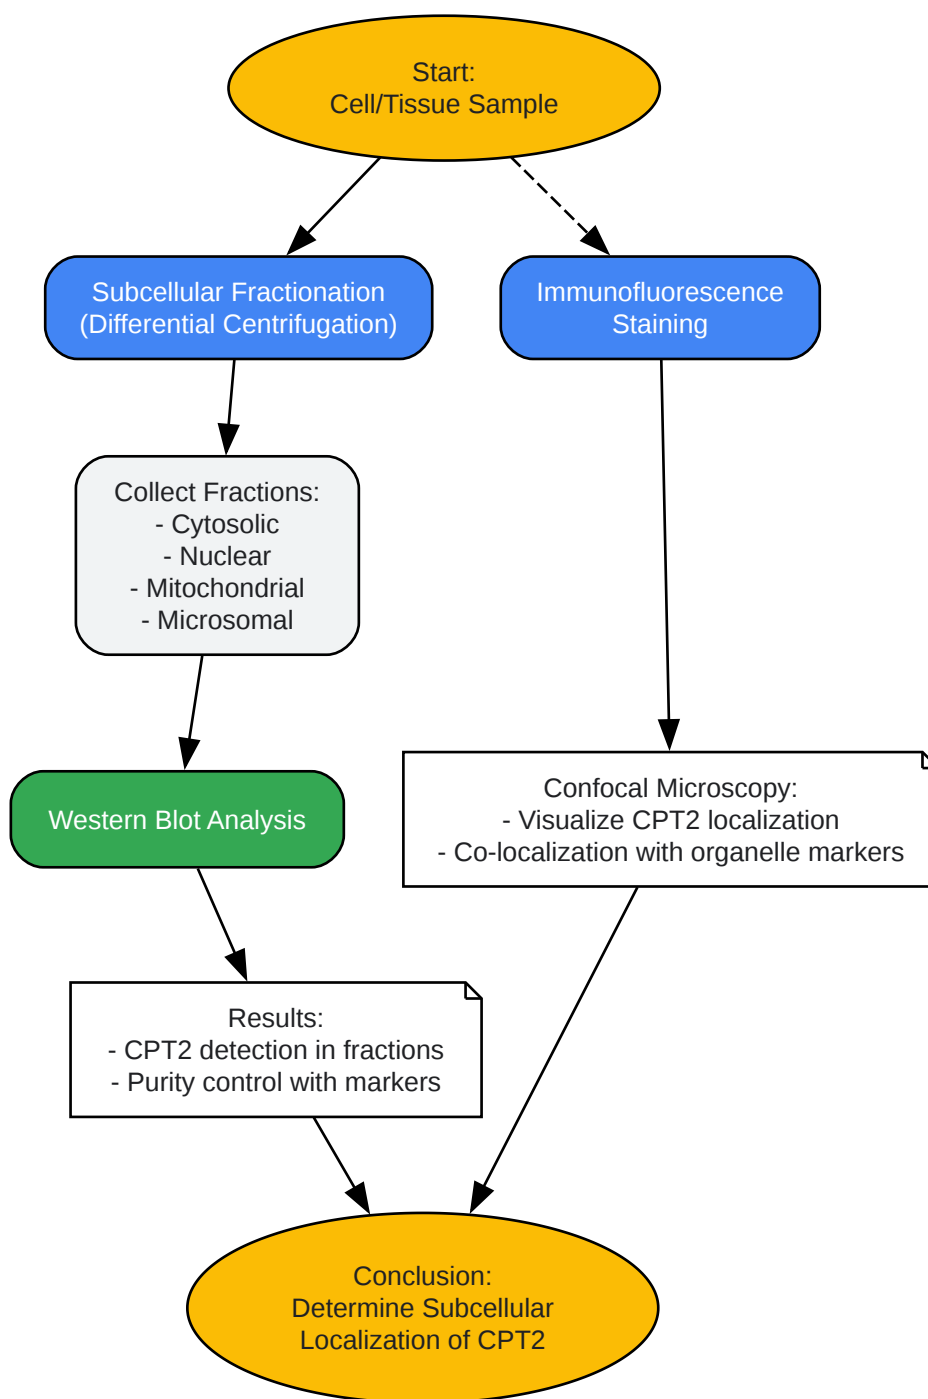 Start:
Cell/Tissue Sample
Subcellular Fractionation
(Differential Centrifugation)
Immunofluorescence
Staining
Collect Fractions:
- Cytosolic
- Nuclear
- Mitochondrial
- Microsomal
Western Blot Analysis
Confocal Microscopy:
- Visualize CPT2 localization
- Co-localization with organelle markers
Results:
- CPT2 detection in fractions
- Purity control with markers
Conclusion:
Determine Subcellular
Localization of CPT2